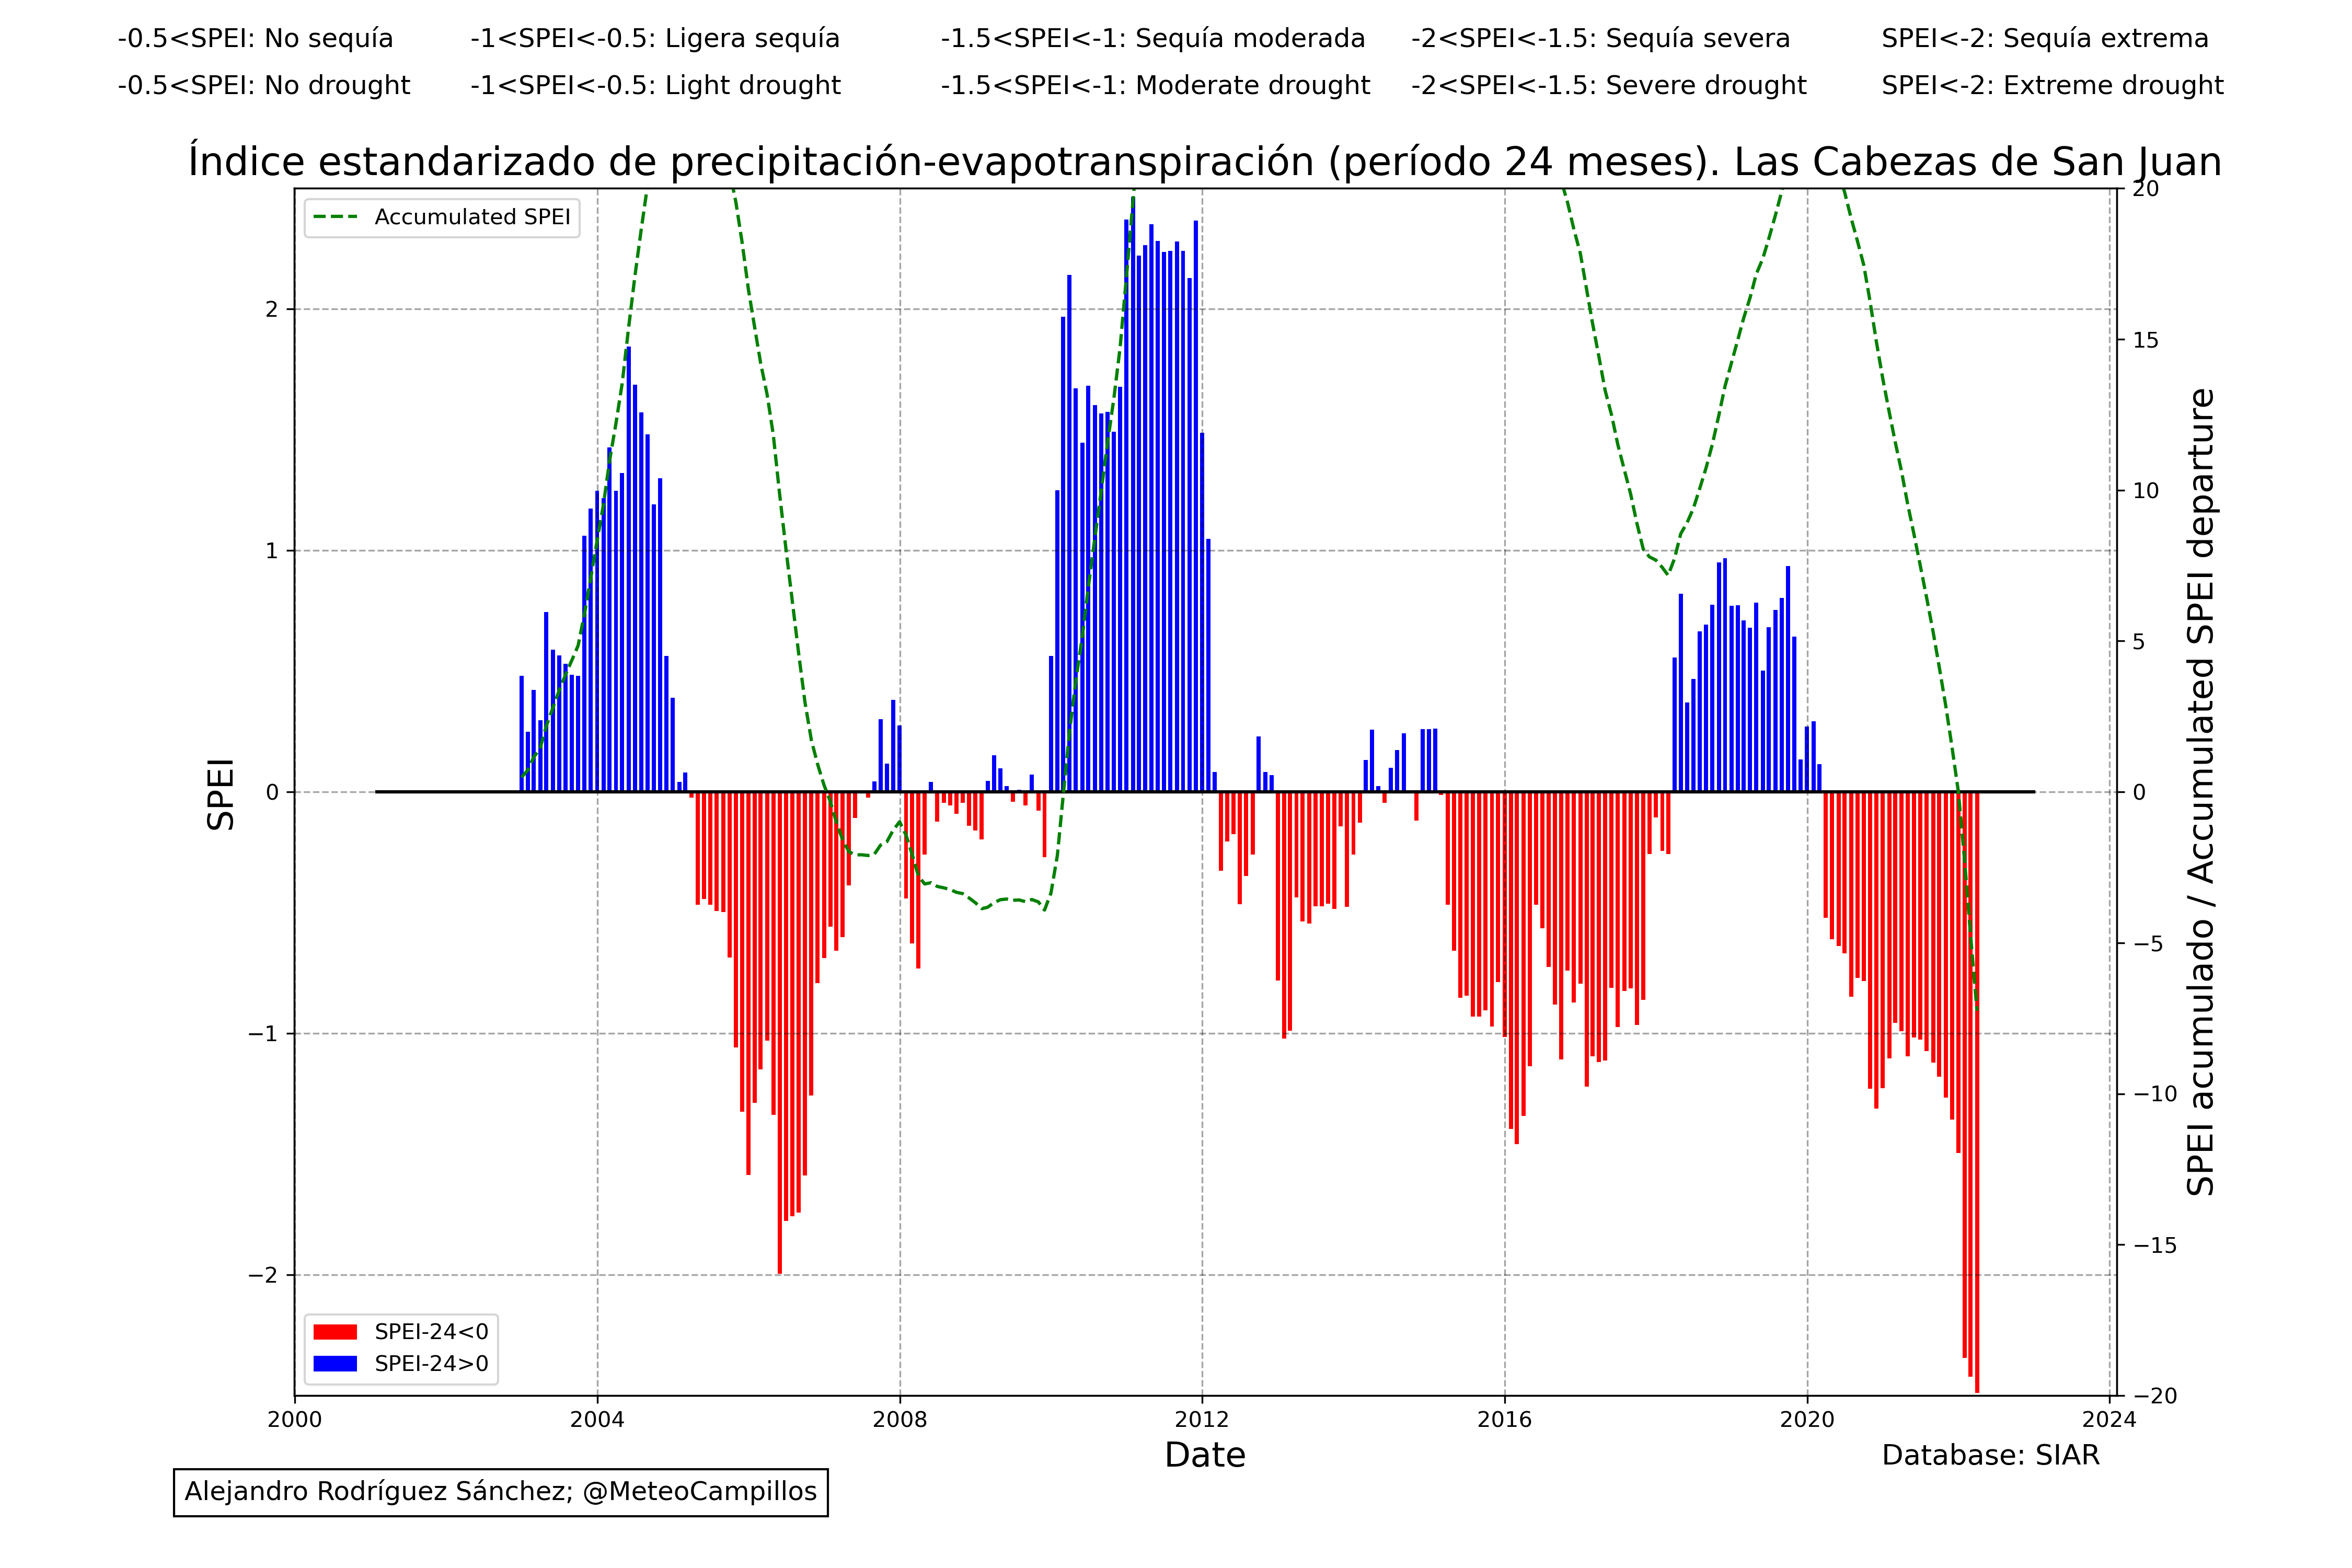 -0.5<SPEI: No sequía -1<SPEI<-0.5: Ligera sequía -1.5<SPEI<-1: Sequía moderada -2<SPEI<-1.5: Sequía severa SPEI<-2: Sequía extrema
-0.5<SPEI: No drought -1<SPEI<-0.5: Light drought -1.5<SPEI<-1: Moderate drought -2<SPEI<-1.5: Severe drought SPEI<-2: Extreme drought
Índice estandarizado de precipitación-evapotranspiración (período 24 meses). Las Cabezas de San Juan
Accumulated SPEI
2
1
0
−1
−2
SPEI
20
15
10
5
0
−5
−10
−15
−20
SPEI acumulado / Accumulated SPEI departure
SPEI-24<0
SPEI-24>0
2000 2004 2008 2012 2016 2020 2024
Date
Database: SIAR
Alejandro Rodríguez Sánchez; @MeteoCampillos